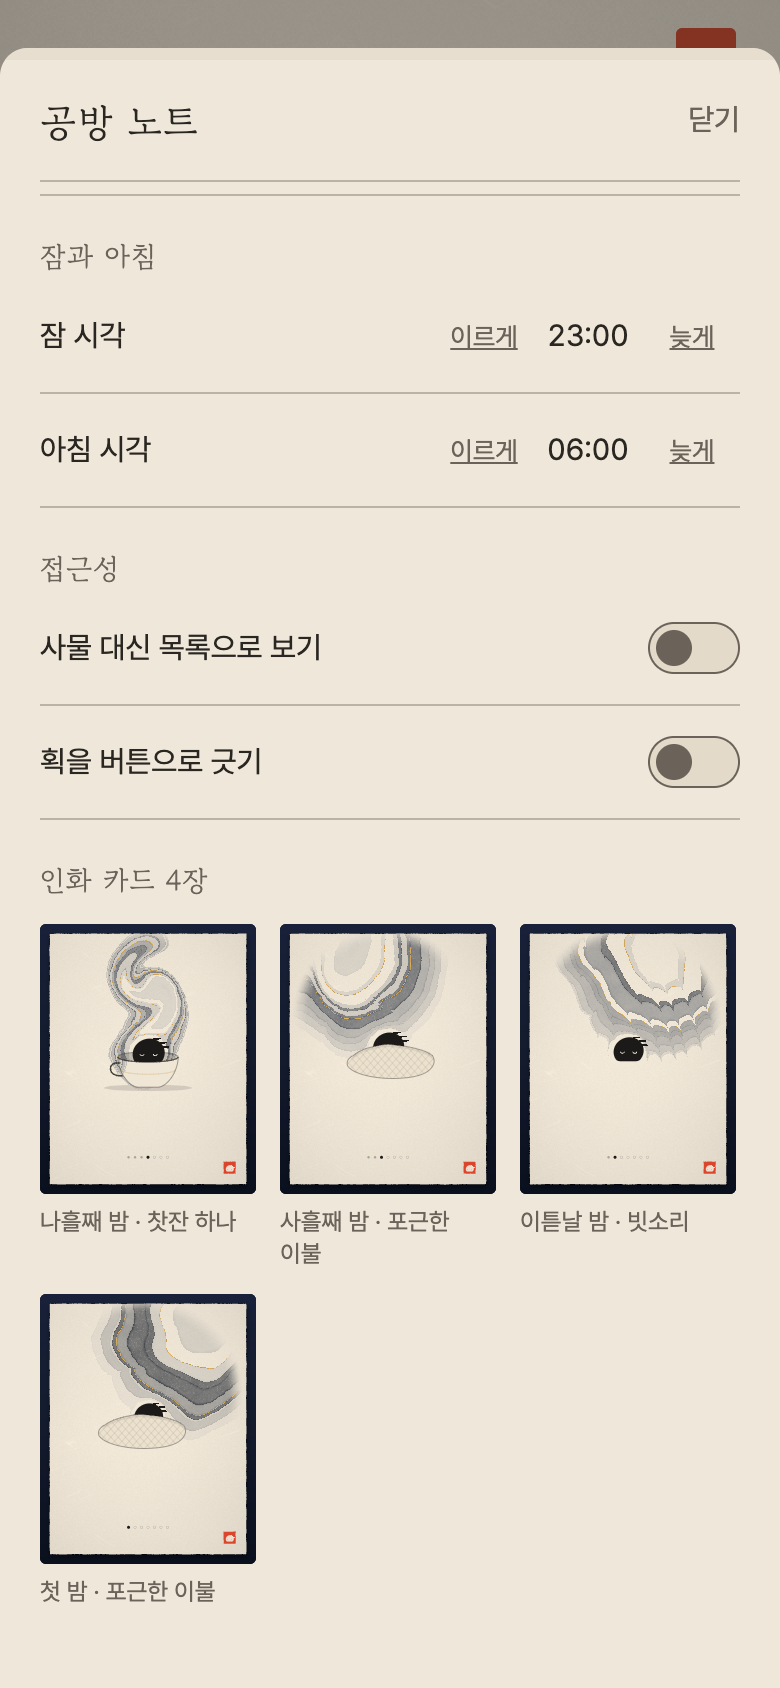 공방 노트
닫기
잠과 아침
잠 시각 이르게 23:00 늦게
아침 시각 이르게 06:00 늦게
접근성
사물 대신 목록으로 보기
획을 버튼으로 긋기
인화 카드 4장
나흘째 밤 · 찻잔 하나
사흘째 밤 · 포근한
이불
이튿날 밤 · 빗소리
첫 밤 · 포근한 이불